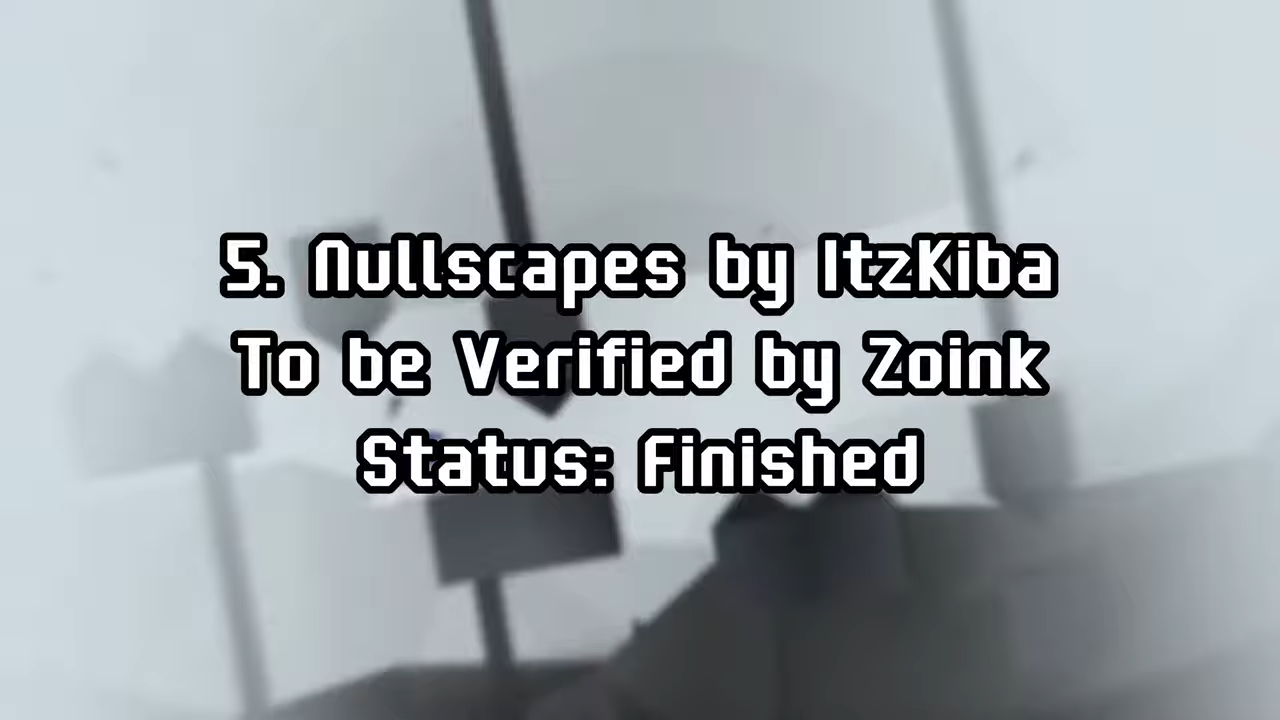 5. Nullscapes by ItzKiba
To be Verified by Zoink
Status: Finished